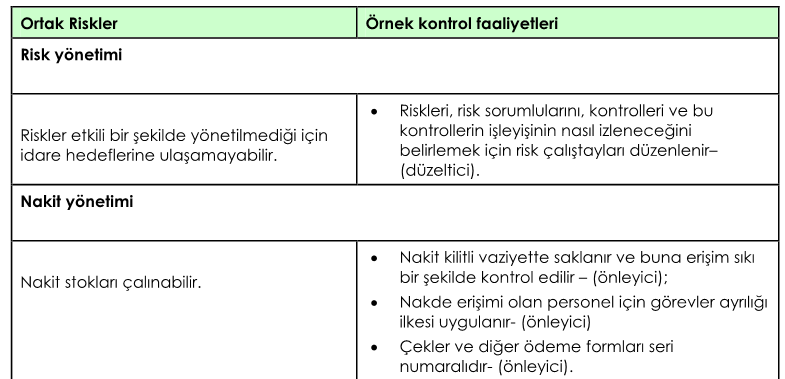 Ortak Riskler
Örnek kontrol faaliyetleri
Risk yönetimi
Riskler etkili bir şekilde yönetilmediği için
idare hedeflerine ulaşamayabilir.
• Riskleri, risk sorumlularını, kontrolleri ve bu
kontrollerin işleyişinin nasıl izleneceğini
belirlemek için risk çalıştayları düzenlenir–
(düzeltici).
Nakit yönetimi
Nakit stokları çalınabilir.
• Nakit kilitli vaziyette saklanır ve buna erişim sıkı
bir şekilde kontrol edilir – (önleyici);
• Nakde erişimi olan personel için görevler ayrılığı
ilkesi uygulanır- (önleyici)
• Çekler ve diğer ödeme formları seri
numaralıdır- (önleyici).